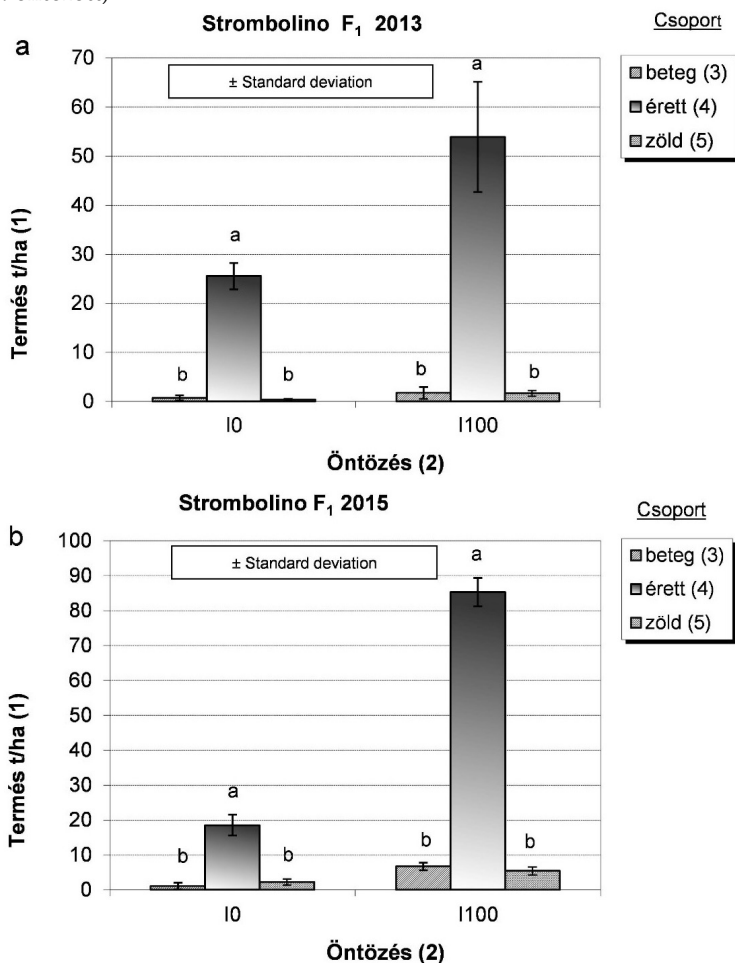 Strombolino F₁ 2013
a
Csoport
beteg (3)
érett (4)
zöld (5)
± Standard deviation
70
60
50
40
30
20
10
0
Termés t/ha (1)
b
a
b
b
a
b
I0
I100
Öntözés (2)
Strombolino F₁ 2015
b
Csoport
beteg (3)
érett (4)
zöld (5)
± Standard deviation
100
90
80
70
60
50
40
30
20
10
0
Termés t/ha (1)
b
a
b
b
a
b
I0
I100
Öntözés (2)